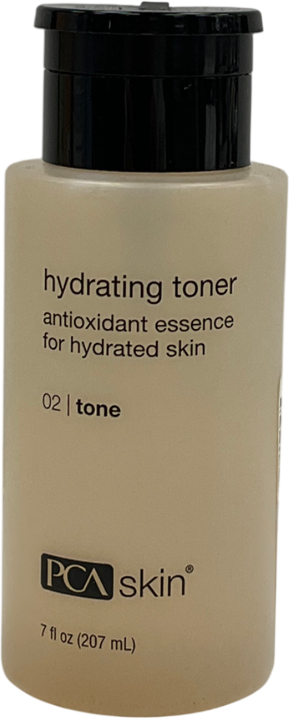 hydrating toner
antioxidant essence
for hydrated skin
02 | tone
PCA skin®
7 fl oz (207 mL)